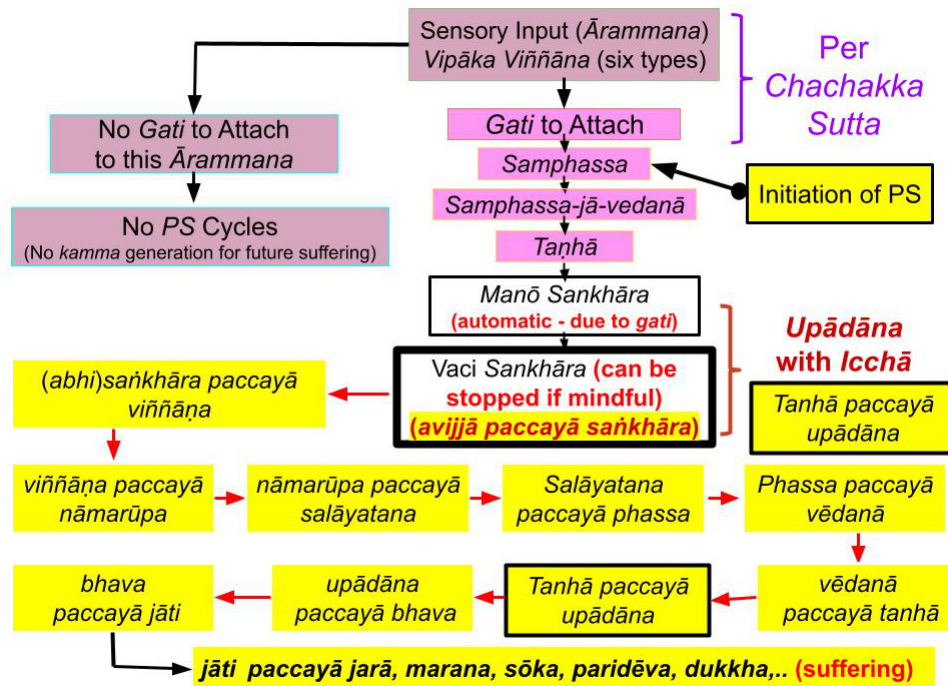 Sensory Input (Ārammana)
Vipāka Viññāna (six types)
Per
Chachakka
Sutta
No Gati to Attach
to this Ārammana
Gati to Attach
Samphassa
Initiation of PS
Samphassa-jā-vedanā
No PS Cycles
(No kamma generation for future suffering)
Taṇhā
Manō Sankhāra
(automatic - due to gati)
Upādāna
with Icchā
Vaci Sankhāra (can be
stopped if mindful)
(avijjā paccayā saṅkhāra)
Tanhā paccayā
upādāna
(abhi)saṅkhāra paccayā
viññāṇa
viññāṇa paccayā
nāmarūpa
nāmarūpa paccayā
salāyatana
Salāyatana
paccayā phassa
Phassa paccayā
vēdanā
vēdanā
paccayā tanhā
Tanhā paccayā
upādāna
upādāna
paccayā bhava
bhava
paccayā jāti
jāti paccayā jarā, marana, sōka, paridēva, dukkha,.. (suffering)